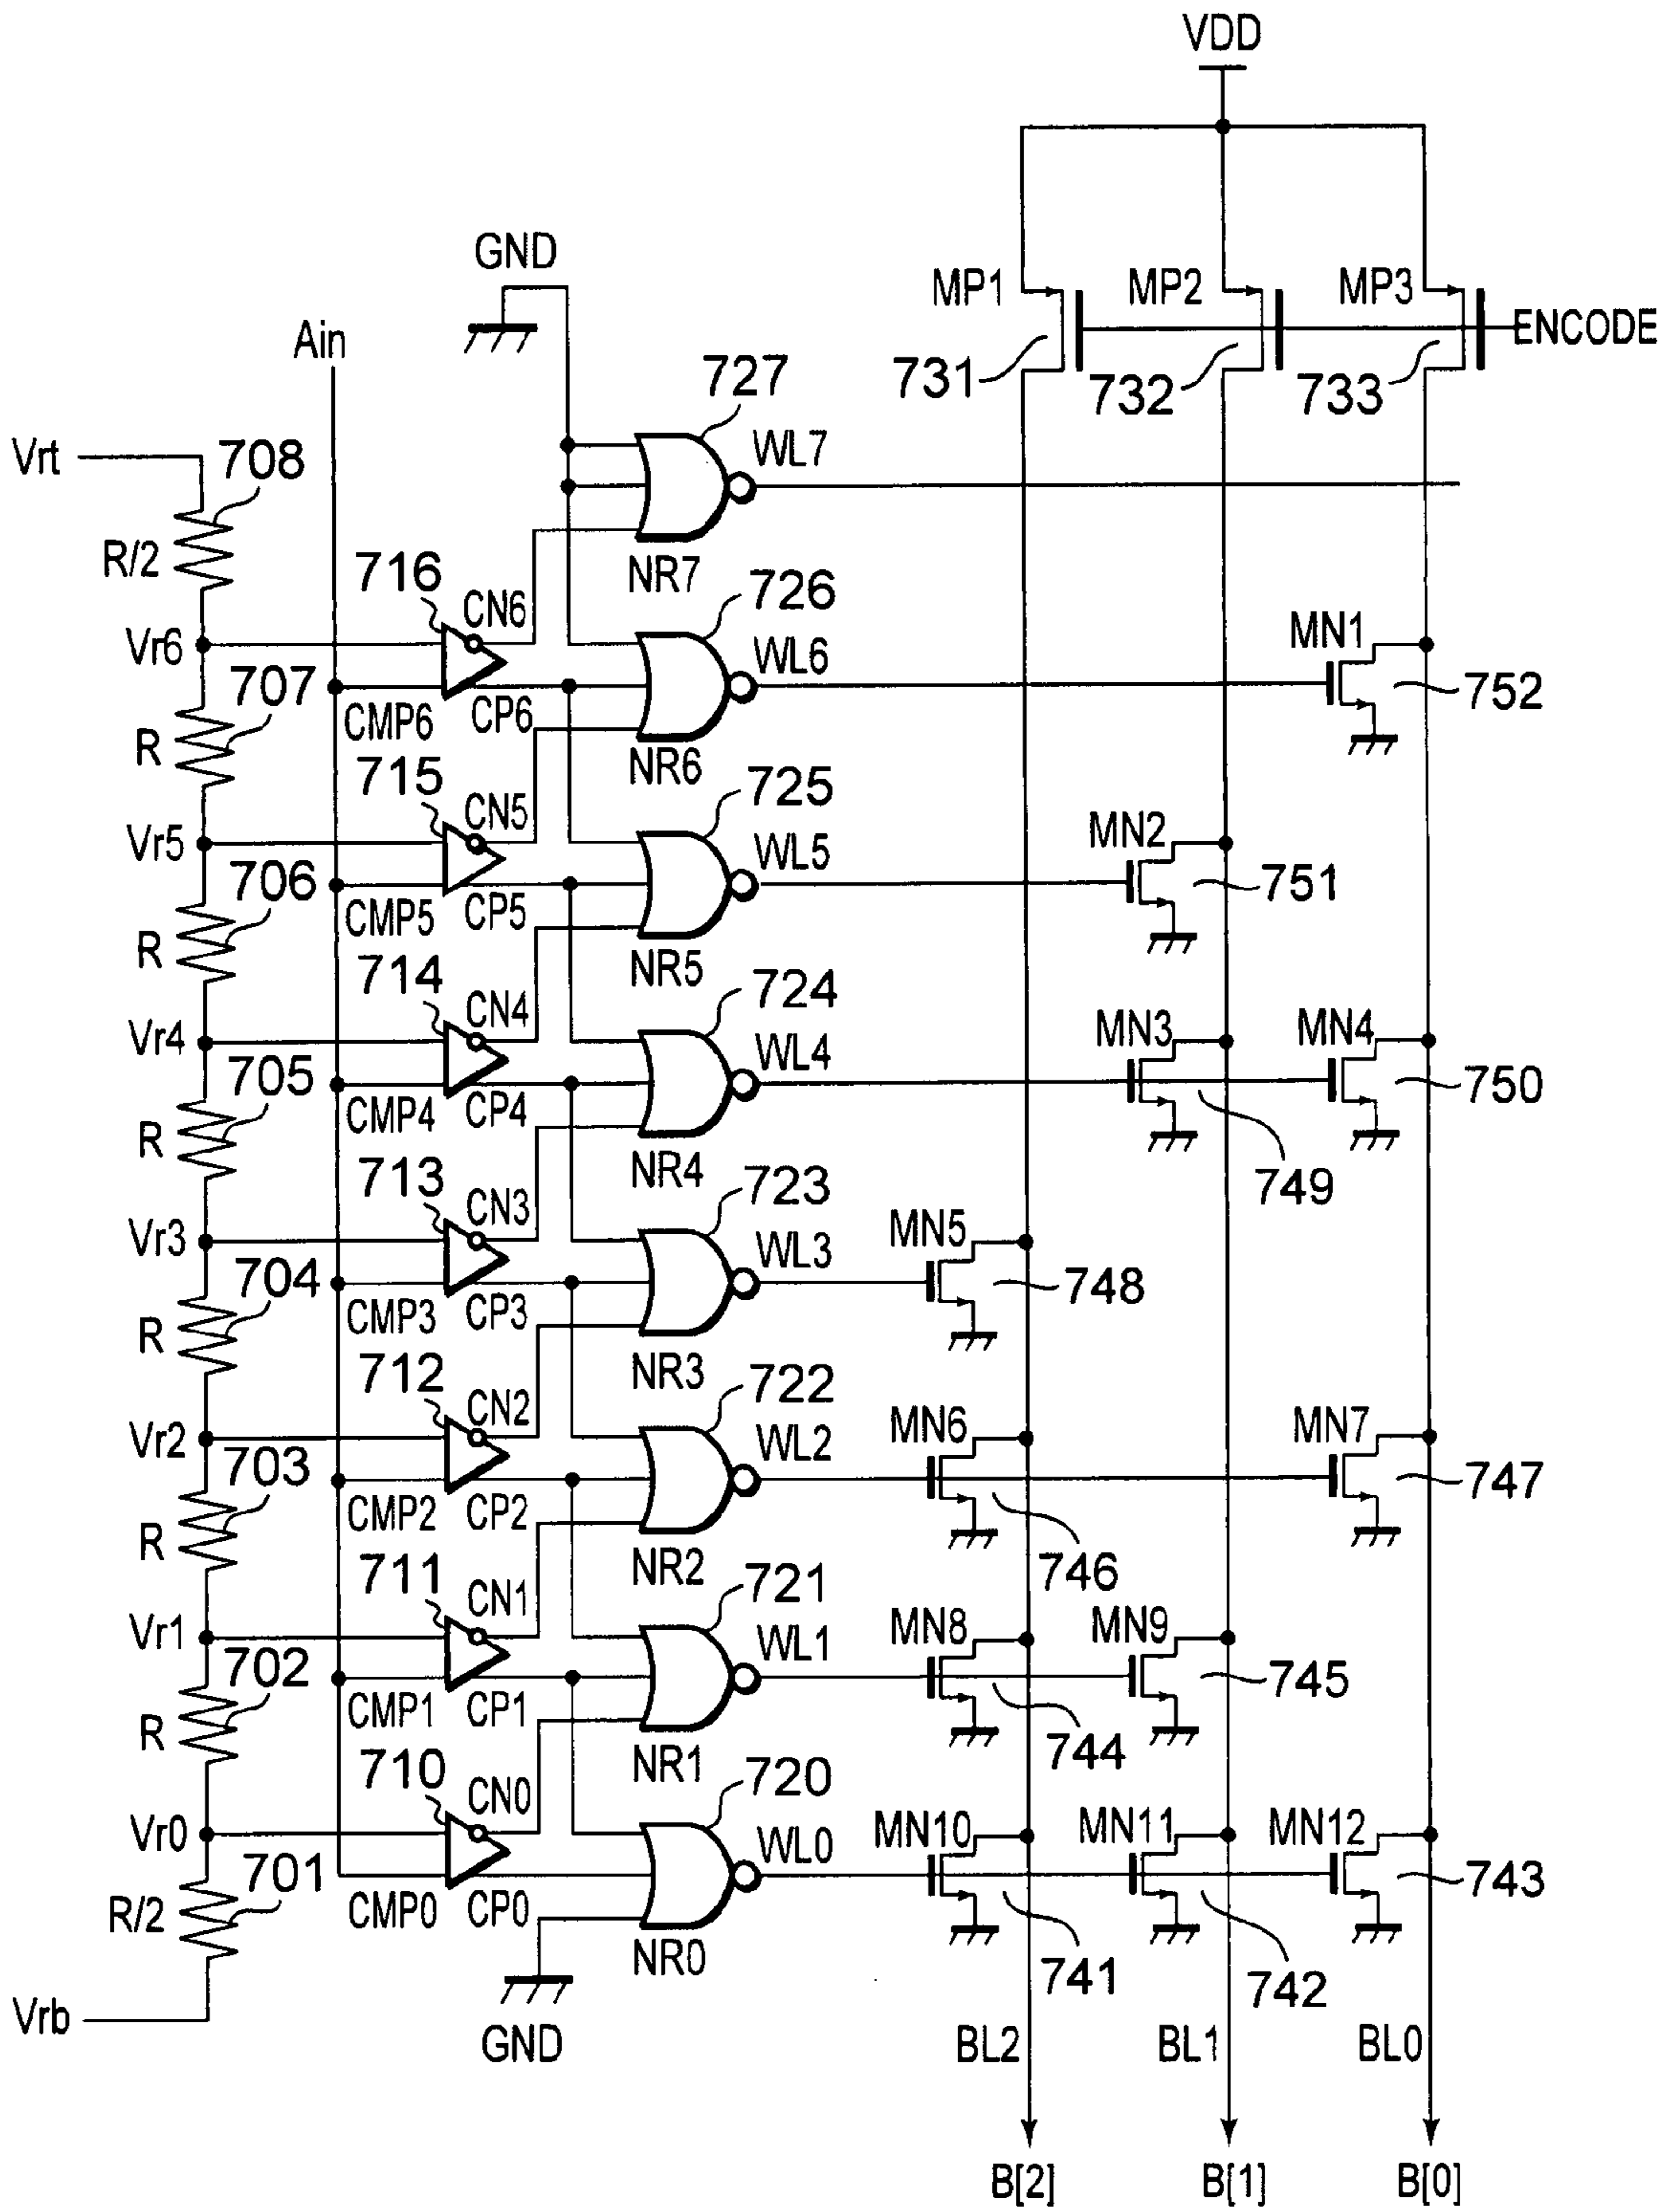 VDD
GND
MP1
MP2
MP3
ENCODE
Ain
731
732
733
727
WL7
Vrt
708
R/2
716
CN6
NR7
726
Vr6
WL6
MN1
752
707
CMP6
CP6
R
715
NR6
725
CN5
Vr5
WL5
MN2
751
706
CMP5
CP5
R
714
NR5
724
CN4
Vr4
WL4
MN3
MN4
750
705
CMP4
CP4
R
713
NR4
749
723
CN3
Vr3
WL3
MN5
748
704
CMP3
CP3
R
712
NR3
722
CN2
Vr2
WL2
MN6
MN7
747
703
CMP2
CP2
R
711
NR2
746
721
CN1
Vr1
WL1
MN8
MN9
745
702
CMP1
CP1
R
710
NR1
744
720
CN0
Vr0
WL0
MN10
MN11
MN12
743
701
CMP0
CP0
R/2
NR0
741
742
Vrb
GND
BL2
BL1
BL0
B[2]
B[1]
B[0]